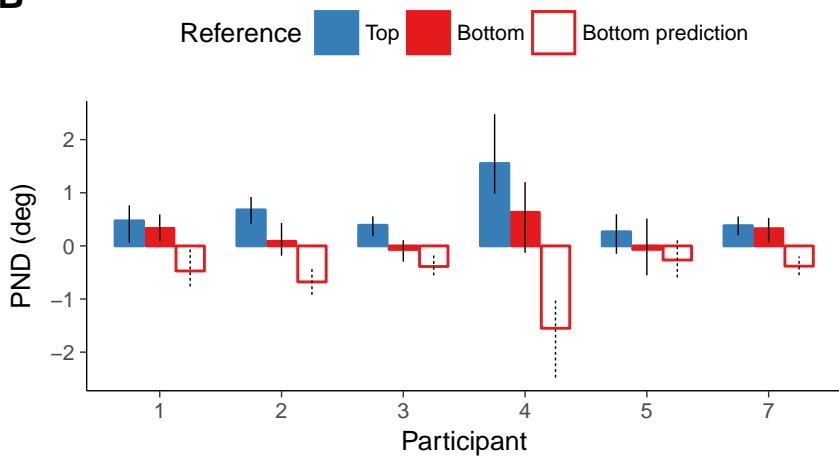 B
Reference Top Bottom Bottom prediction
PND (deg)
2
1
0
−1
−2
1 2 3 4 5 7
Participant